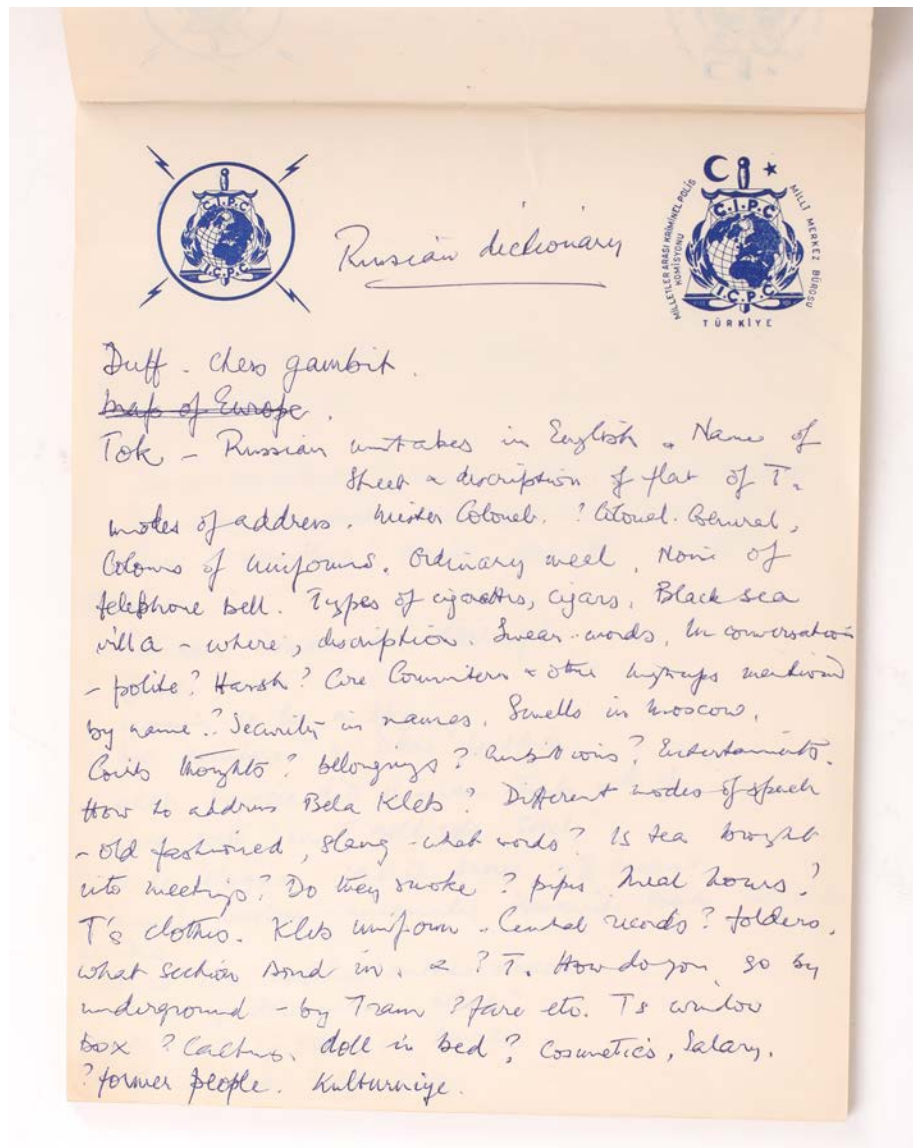 C.I.P.C
I.C.P.C
Russian dictionary
MİLLETLER ARASI KRİMİNEL POLİS
KOMİSYONU
MİLLİ MERKEZ BÜROSU
C.I.P.C
I.C.P.C
TÜRKİYE
Duff - Chess gambit.
Map of Europe.
Tok - Russian mistakes in English. Name of
Street & description of flat of T.
modes of address. Mister Colonel. ? Colonel. General.
Colours of uniforms. Ordinary meal. Noise of
telephone bell. Types of cigarettes, cigars, Black sea
villa - where, description. Swear-words, In conversation
- polite? Harsh? Are Comintern & other mentioned
by name? Security in names. Smells in Moscow.
Girls thoughts? belongings? ambitions? Entertainments.
How to address Bela Kleb? Different modes of speech
- old fashioned, slang - what words? Is tea brought
into meetings? Do they smoke? pipes Meal hours?
T's clothes. Klebs uniform. Central records? folders.
what section Bond in. & ? T. How do you go by
underground - by Tram ? fare etc. Ts window
box ? Cactus. doll in bed? Cosmetics, Salary.
? former people. Kulturniye.